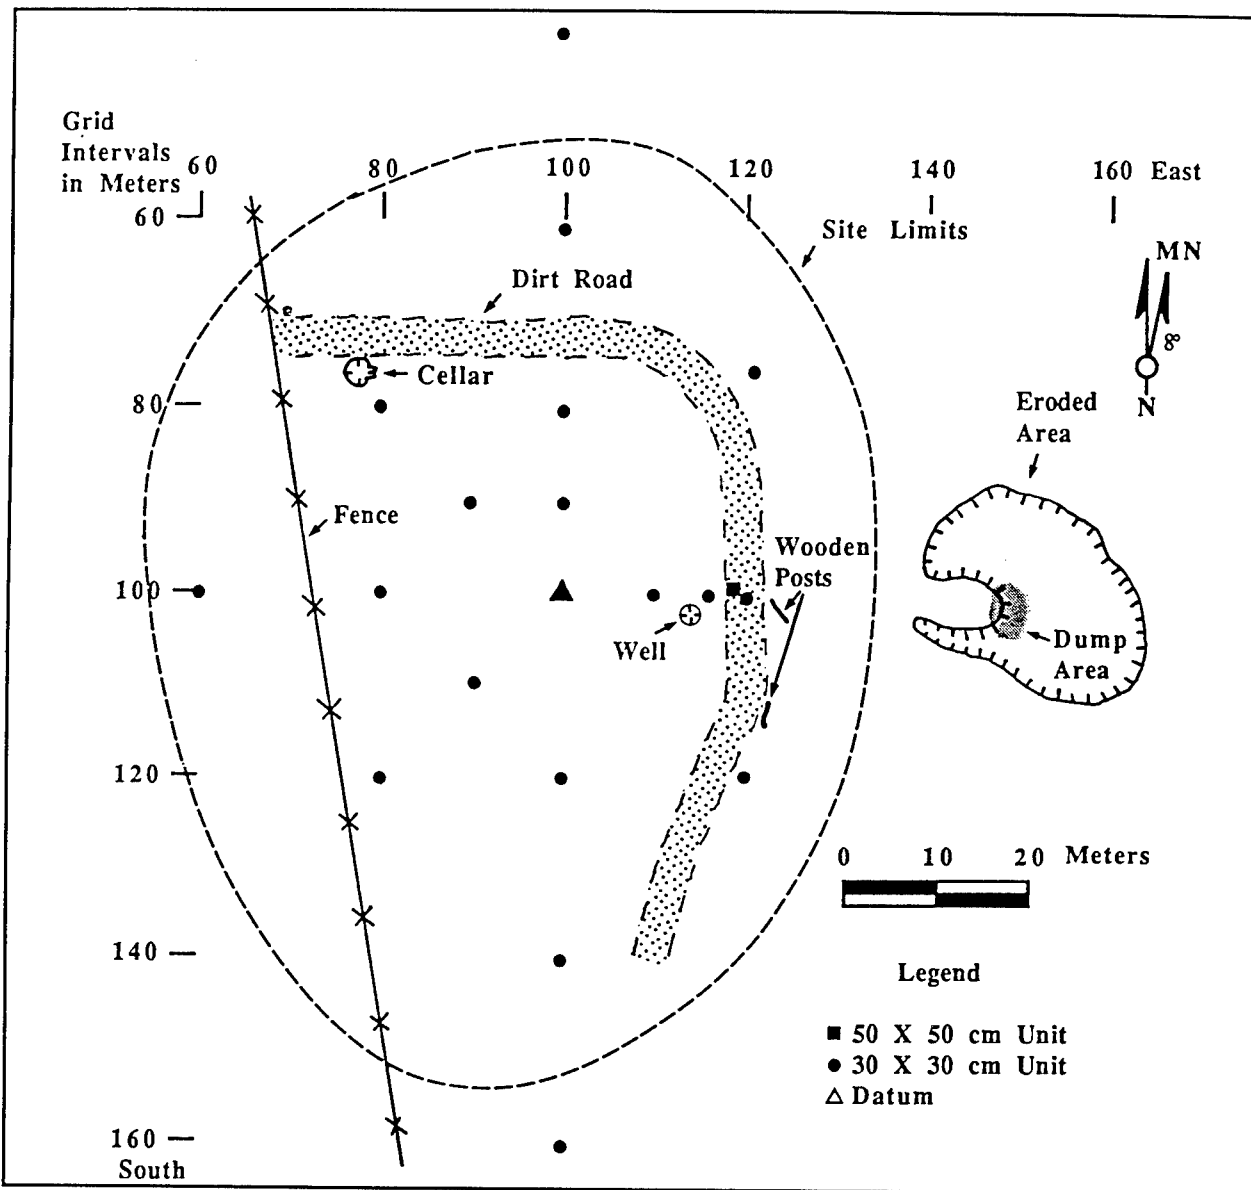 Grid
Intervals
in Meters
60 80 100 120 140 160 East
60
Site Limits
MN
Dirt Road
8°
Cellar
N
80
Eroded
Area
Fence
Wooden
Posts
100
Well
Dump
Area
120
0 10 20 Meters
140
Legend
50 X 50 cm Unit
30 X 30 cm Unit
Datum
160
South